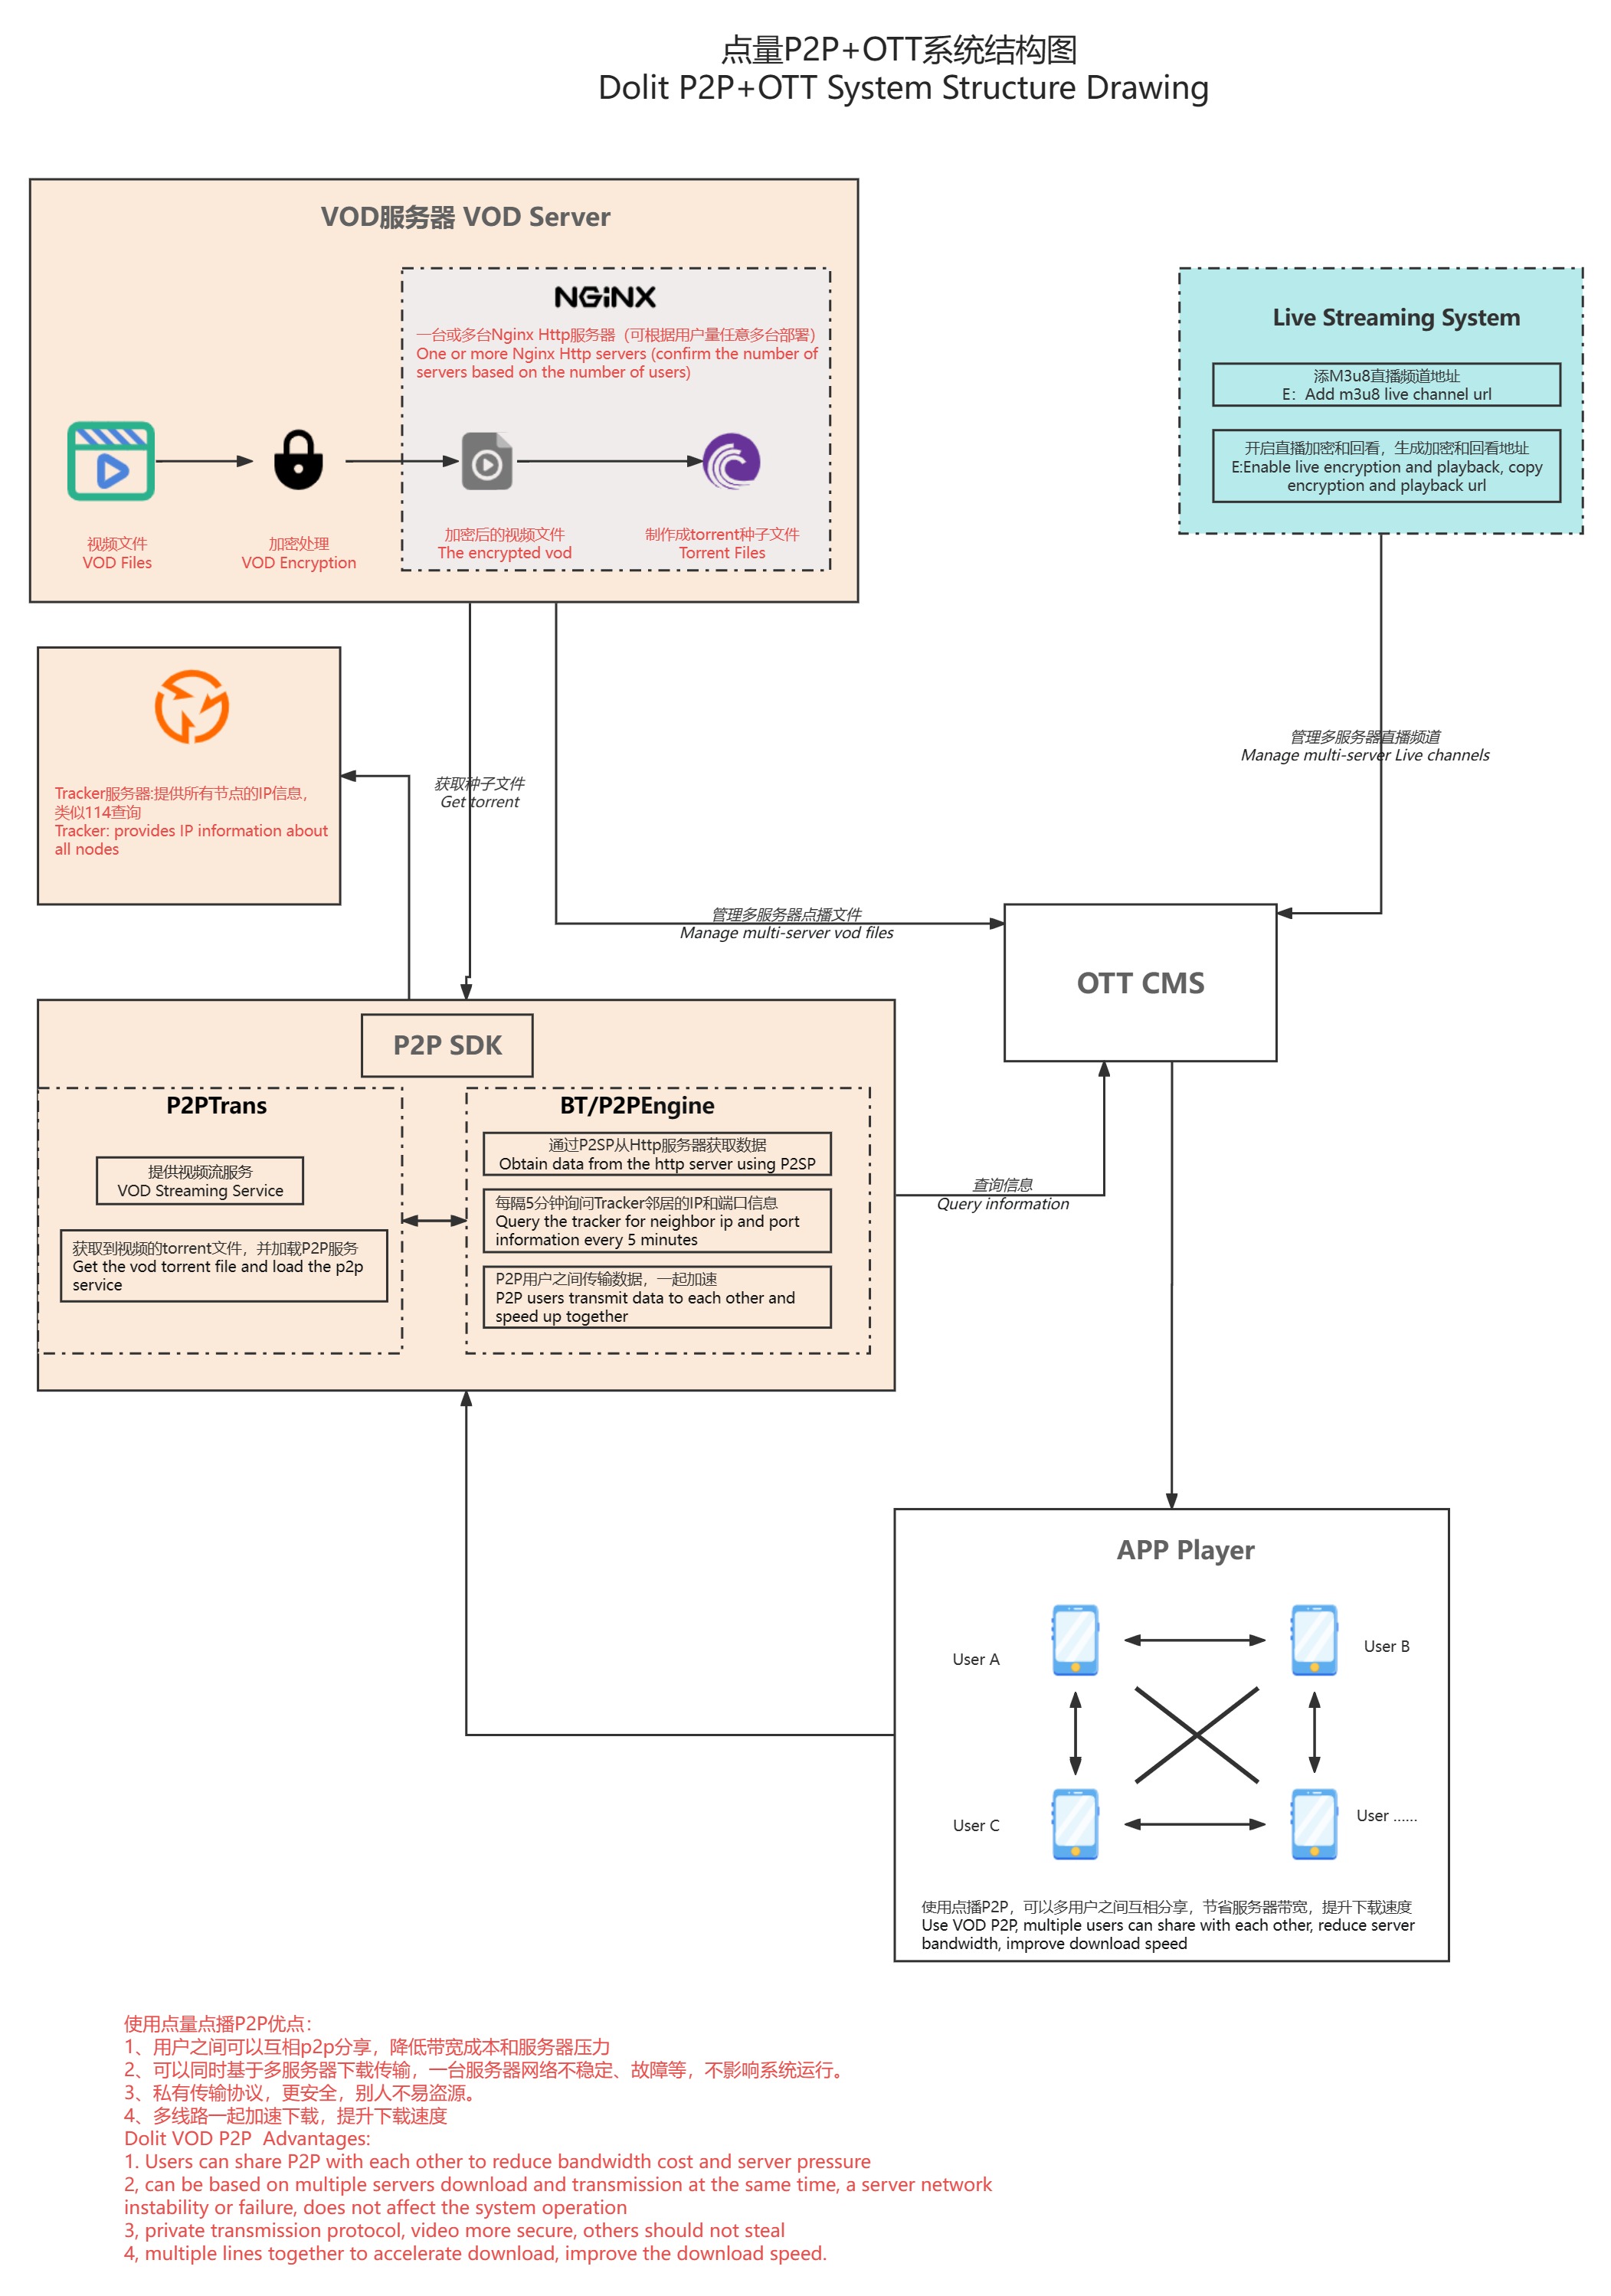 点量P2P+OTT系统结构图
Dolit P2P+OTT System Structure Drawing
VOD服务器 VOD Server
NGiNX
一台或多台Nginx Http服务器（可根据用户量任意多台部署）
One or more Nginx Http servers (confirm the number of
servers based on the number of users)
视频文件
VOD Files
加密处理
VOD Encryption
加密后的视频文件
The encrypted vod
制作成torrent种子文件
Torrent Files
Live Streaming System
添M3u8直播频道地址
E：Add m3u8 live channel url
开启直播加密和回看，生成加密和回看地址
E:Enable live encryption and playback, copy
encryption and playback url
Tracker服务器:提供所有节点的IP信息，
类似114查询
Tracker: provides IP information about
all nodes
获取种子文件
Get torrent
管理多服务器直播频道
Manage multi-server Live channels
管理多服务器点播文件
Manage multi-server vod files
OTT CMS
P2P SDK
P2PTrans
提供视频流服务
VOD Streaming Service
获取到视频的torrent文件，并加载P2P服务
Get the vod torrent file and load the p2p
service
BT/P2PEngine
通过P2SP从Http服务器获取数据
Obtain data from the http server using P2SP
每隔5分钟询问Tracker邻居的IP和端口信息
Query the tracker for neighbor ip and port
information every 5 minutes
P2P用户之间传输数据，一起加速
P2P users transmit data to each other and
speed up together
查询信息
Query information
APP Player
User A
User B
User C
User ......
使用点播P2P，可以多用户之间互相分享，节省服务器带宽，提升下载速度
Use VOD P2P, multiple users can share with each other, reduce server
bandwidth, improve download speed
使用点量点播P2P优点：
1、用户之间可以互相p2p分享，降低带宽成本和服务器压力
2、可以同时基于多服务器下载传输，一台服务器网络不稳定、故障等，不影响系统运行。
3、私有传输协议，更安全，别人不易盗源。
4、多线路一起加速下载，提升下载速度
Dolit VOD P2P  Advantages:
1. Users can share P2P with each other to reduce bandwidth cost and server pressure
2, can be based on multiple servers download and transmission at the same time, a server network
instability or failure, does not affect the system operation
3, private transmission protocol, video more secure, others should not steal
4, multiple lines together to accelerate download, improve the download speed.